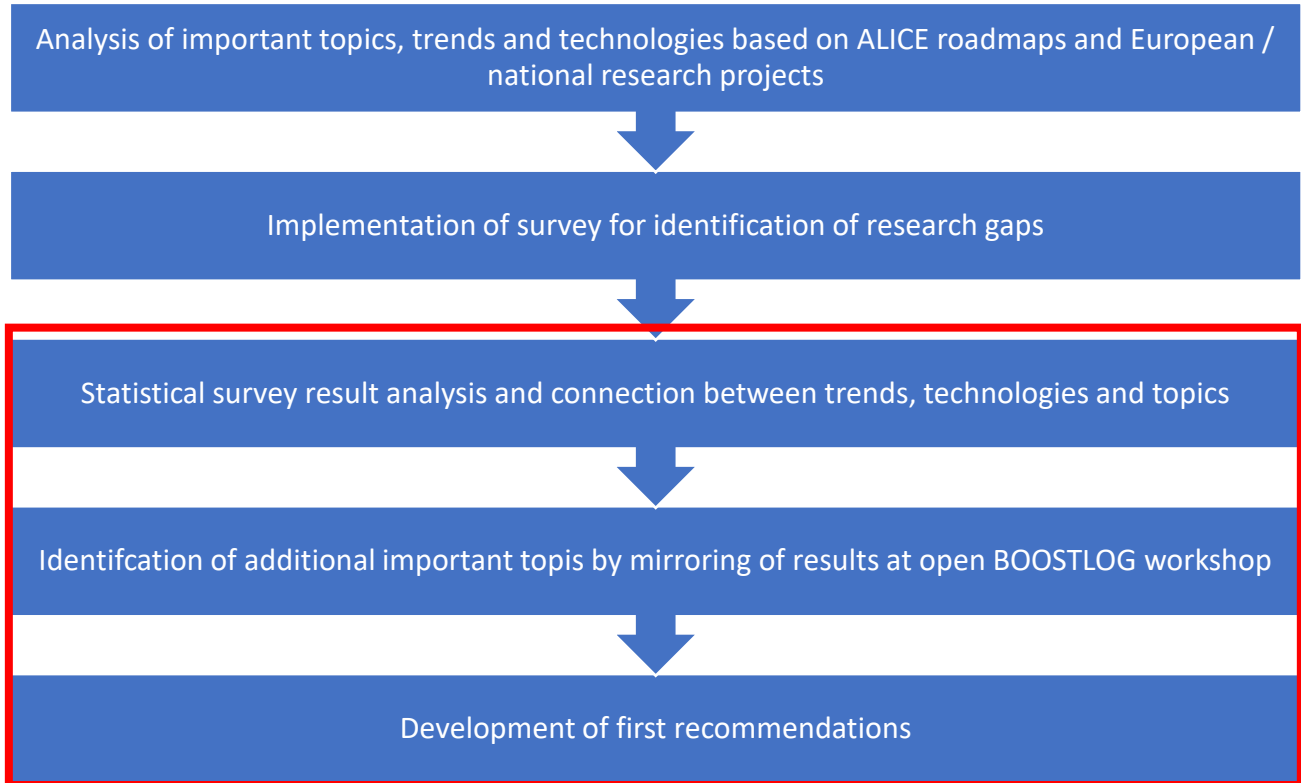 Analysis of important topics, trends and technologies based on ALICE roadmaps and European /
national research projects
Implementation of survey for identification of research gaps
Statistical survey result analysis and connection between trends, technologies and topics
Identifcation of additional important topis by mirroring of results at open BOOSTLOG workshop
Development of first recommendations